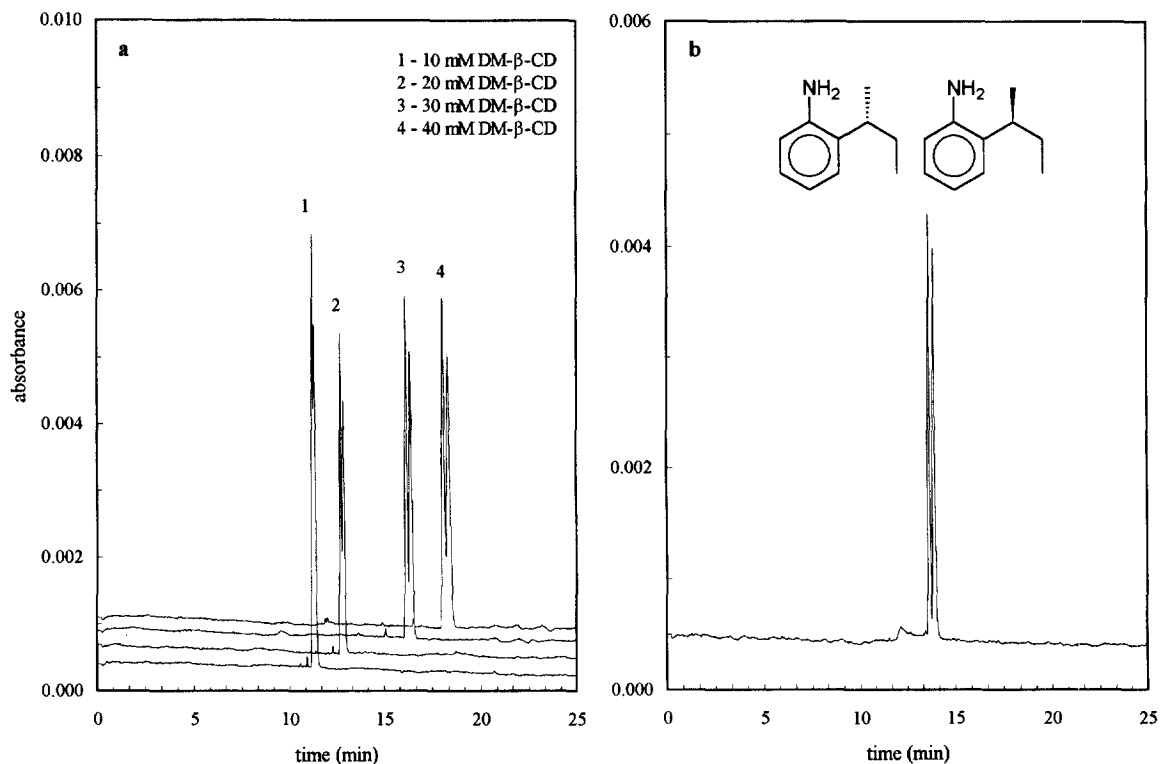 a
1 - 10 mM DM-β-CD
2 - 20 mM DM-β-CD
3 - 30 mM DM-β-CD
4 - 40 mM DM-β-CD
1
2
3
4
0.010
0.008
0.006
0.004
0.002
0.000
absorbance
0 5 10 15 20 25
time (min)
b
NH₂ NH₂
0.006
0.004
0.002
0.000
0 5 10 15 20 25
time (min)